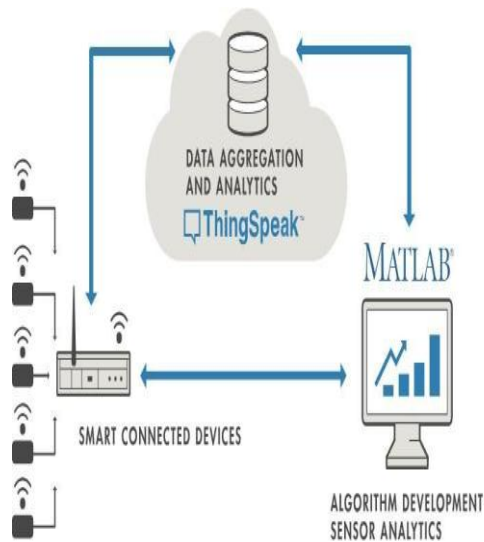 DATA AGGREGATION
AND ANALYTICS
ThingSpeak™
MATLAB®
SMART CONNECTED DEVICES
ALGORITHM DEVELOPMENT
SENSOR ANALYTICS